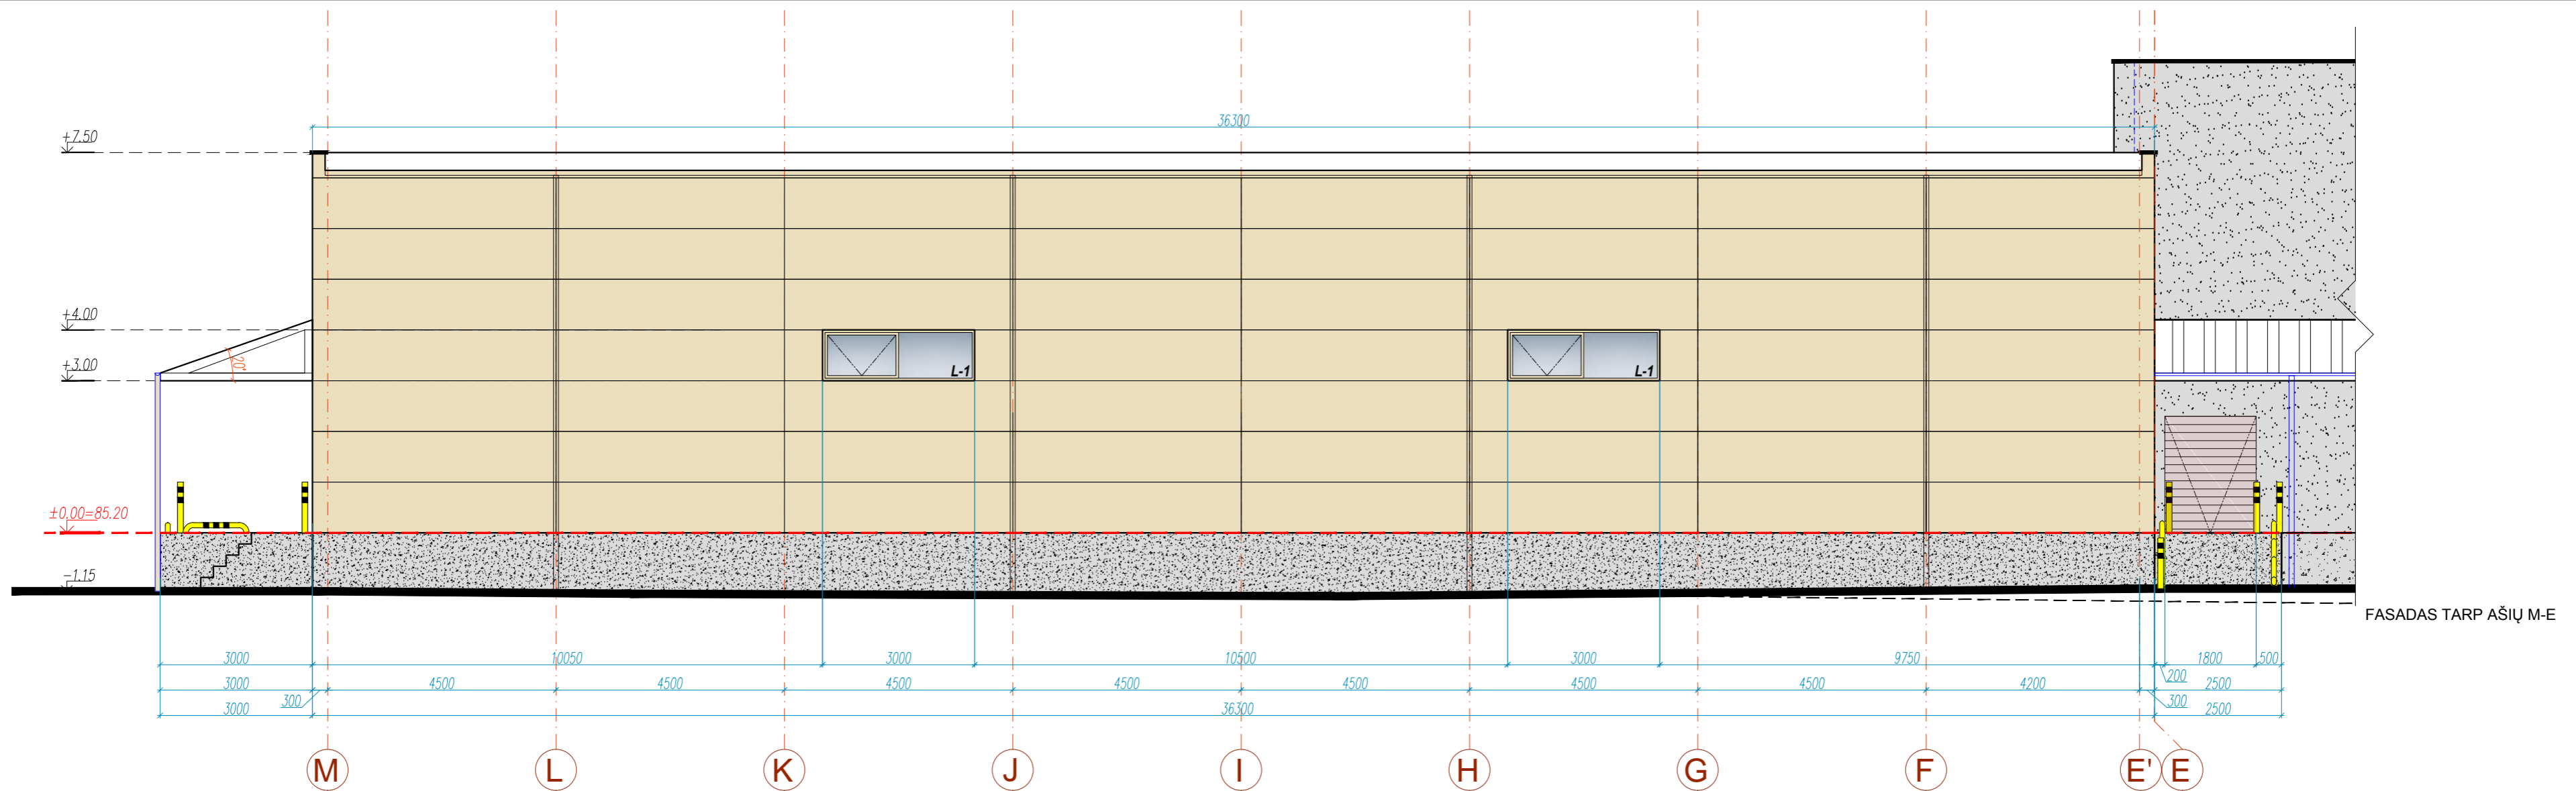 36300
+7.50
+4.00
+3.00
20°
L-1
L-1
±0.00=85.20
-1.15
FASADAS TARP AŠIŲ M-E
3000 10050 3000 10500 3000 9750 1800 500
200
3000 4500 4500 4500 4500 4500 4500 4500 4200 2500
300 300
3000 36300 2500
M L K J I H G F E' E